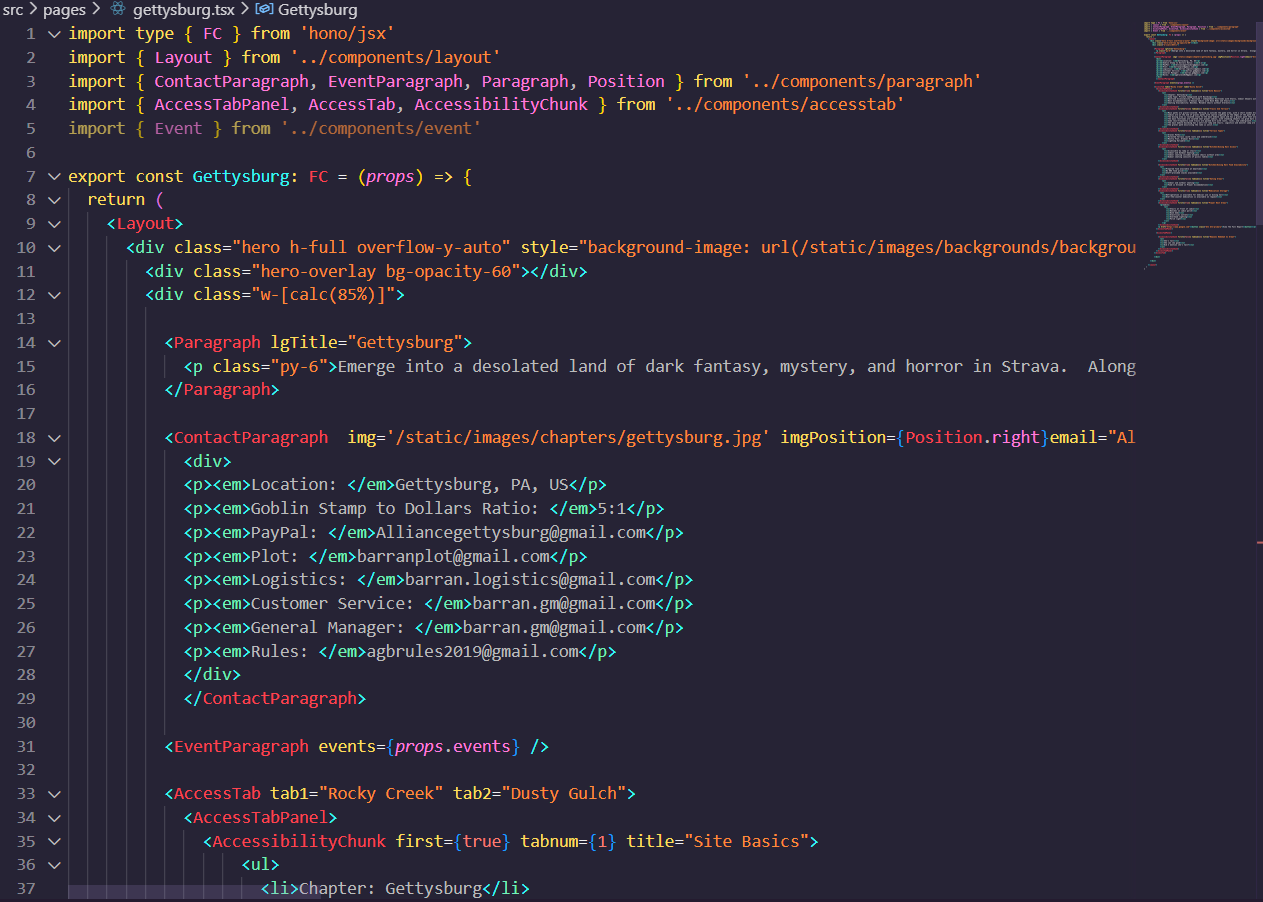 src > pages > gettysburg.tsx > Gettysburg
1 import type { FC } from 'hono/jsx'
2 import { Layout } from '../components/layout'
3 import { ContactParagraph, EventParagraph, Paragraph, Position } from '../components/paragraph'
4 import { AccessTabPanel, AccessTab, AccessibilityChunk } from '../components/accesstab'
5 import { Event } from '../components/event'
6
7 export const Gettysburg: FC = (props) => {
8 return (
9 <Layout>
10 <div class="hero h-full overflow-y-auto" style="background-image: url(/static/images/backgrounds/backgrou
11 <div class="hero-overlay bg-opacity-60"></div>
12 <div class="w-[calc(85%)]">
13
14 <Paragraph lgTitle="Gettysburg">
15 <p class="py-6">Emerge into a desolated land of dark fantasy, mystery, and horror in Strava.  Along
16 </Paragraph>
17
18 <ContactParagraph  img='/static/images/chapters/gettysburg.jpg' imgPosition={Position.right}email="Al
19 <div>
20 <p><em>Location: </em>Gettysburg, PA, US</p>
21 <p><em>Goblin Stamp to Dollars Ratio: </em>5:1</p>
22 <p><em>PayPal: </em>Alliancegettysburg@gmail.com</p>
23 <p><em>Plot: </em>barranplot@gmail.com</p>
24 <p><em>Logistics: </em>barran.logistics@gmail.com</p>
25 <p><em>Customer Service: </em>barran.gm@gmail.com</p>
26 <p><em>General Manager: </em>barran.gm@gmail.com</p>
27 <p><em>Rules: </em>agbrules2019@gmail.com</p>
28 </div>
29 </ContactParagraph>
30
31 <EventParagraph events={props.events} />
32
33 <AccessTab tab1="Rocky Creek" tab2="Dusty Gulch">
34 <AccessTabPanel>
35 <AccessibilityChunk first={true} tabnum={1} title="Site Basics">
36 <ul>
37 <li>Chapter: Gettysburg</li>